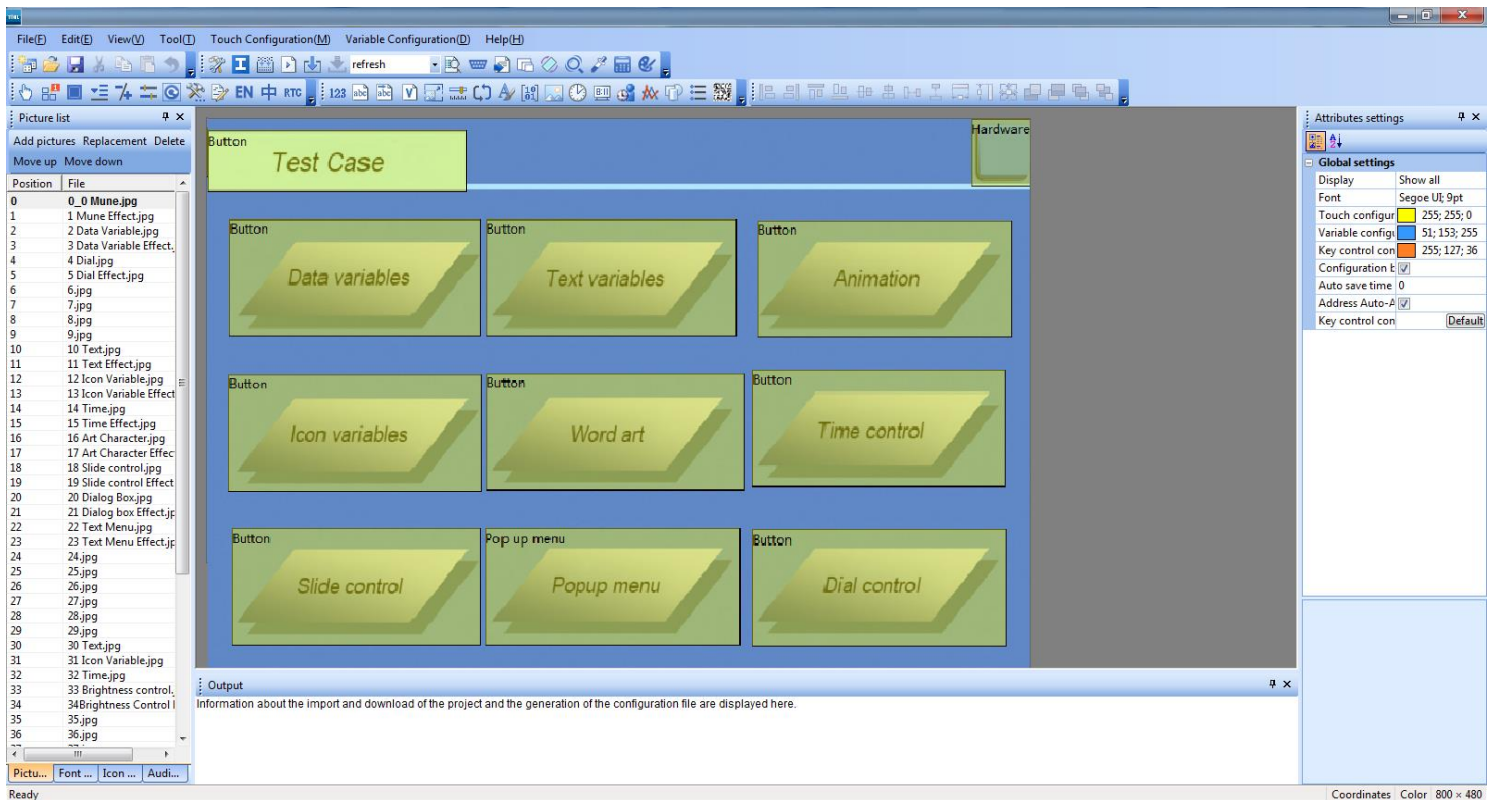 File(F) Edit(E) View(V) Tool(T) Touch Configuration(M) Variable Configuration(D) Help(H)
refresh
EN 中 RTC 123 abc abc
Picture list
Add pictures Replacement Delete
Move up Move down
Position File
0 0_0 Mune.jpg
1 1 Mune Effect.jpg
2 2 Data Variable.jpg
3 3 Data Variable Effect.
4 4 Dial.jpg
5 5 Dial Effect.jpg
6 6.jpg
7 7.jpg
8 8.jpg
9 9.jpg
10 10 Text.jpg
11 11 Text Effect.jpg
12 12 Icon Variable.jpg
13 13 Icon Variable Effect
14 14 Time.jpg
15 15 Time Effect.jpg
16 16 Art Character.jpg
17 17 Art Character Effec
18 18 Slide control.jpg
19 19 Slide control Effect
20 20 Dialog Box.jpg
21 21 Dialog box Effect.jp
22 22 Text Menu.jpg
23 23 Text Menu Effect.jp
24 24.jpg
25 25.jpg
26 26.jpg
27 27.jpg
28 28.jpg
29 29.jpg
30 30 Text.jpg
31 31 Icon Variable.jpg
32 32 Time.jpg
33 33 Brightness control.
34 34Brightness Control
35 35.jpg
36 36.jpg
Pictu... Font ... Icon ... Audi...
Button
Test Case
Hardware
Button Button Button
Data variables Text variables Animation
Button Button Button
Icon variables Word art Time control
Button Pop up menu Button
Slide control Popup menu Dial control
Output
Information about the import and download of the project and the generation of the configuration file are displayed here.
Attributes settings
Global settings
Display Show all
Font Segoe UI; 9pt
Touch configur 255; 255; 0
Variable configu 51; 153; 255
Key control con 255; 127; 36
Configuration b
Auto save time 0
Address Auto-A
Key control con Default
Ready
Coordinates Color 800 × 480